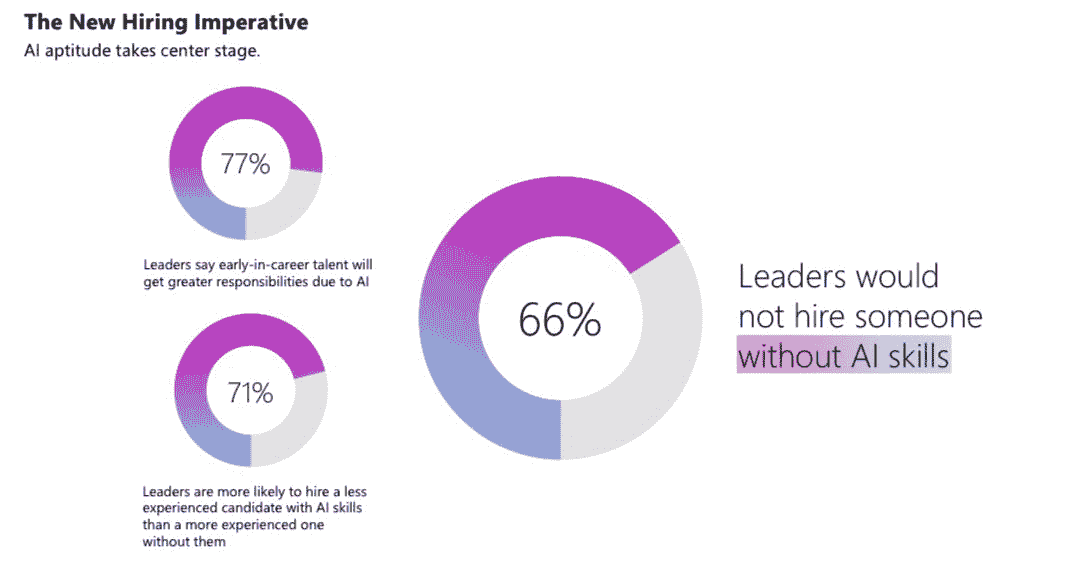 The New Hiring Imperative
AI aptitude takes center stage.
77%
Leaders say early-in-career talent will
get greater responsibilities due to AI
71%
Leaders are more likely to hire a less
experienced candidate with AI skills
than a more experienced one
without them
66%
Leaders would
not hire someone
without AI skills